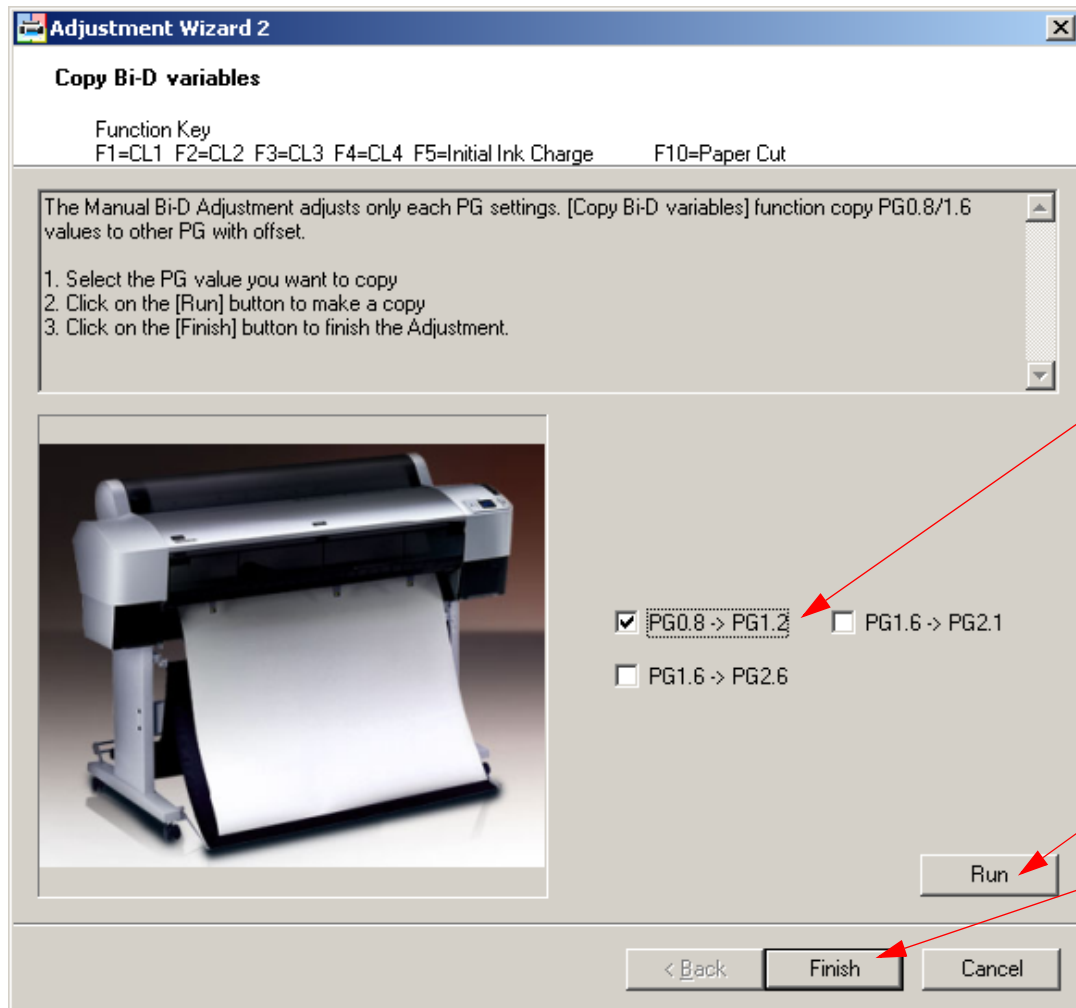 Adjustment Wizard 2
Copy Bi-D variables
Function Key
F1=CL1 F2=CL2 F3=CL3 F4=CL4 F5=Initial Ink Charge F10=Paper Cut
The Manual Bi-D Adjustment adjusts only each PG settings. [Copy Bi-D variables] function copy PG0.8/1.6
values to other PG with offset.
1. Select the PG value you want to copy
2. Click on the [Run] button to make a copy
3. Click on the [Finish] button to finish the Adjustment.
PG0.8 -> PG1.2 PG1.6 -> PG2.1
PG1.6 -> PG2.6
Run
< Back Finish Cancel